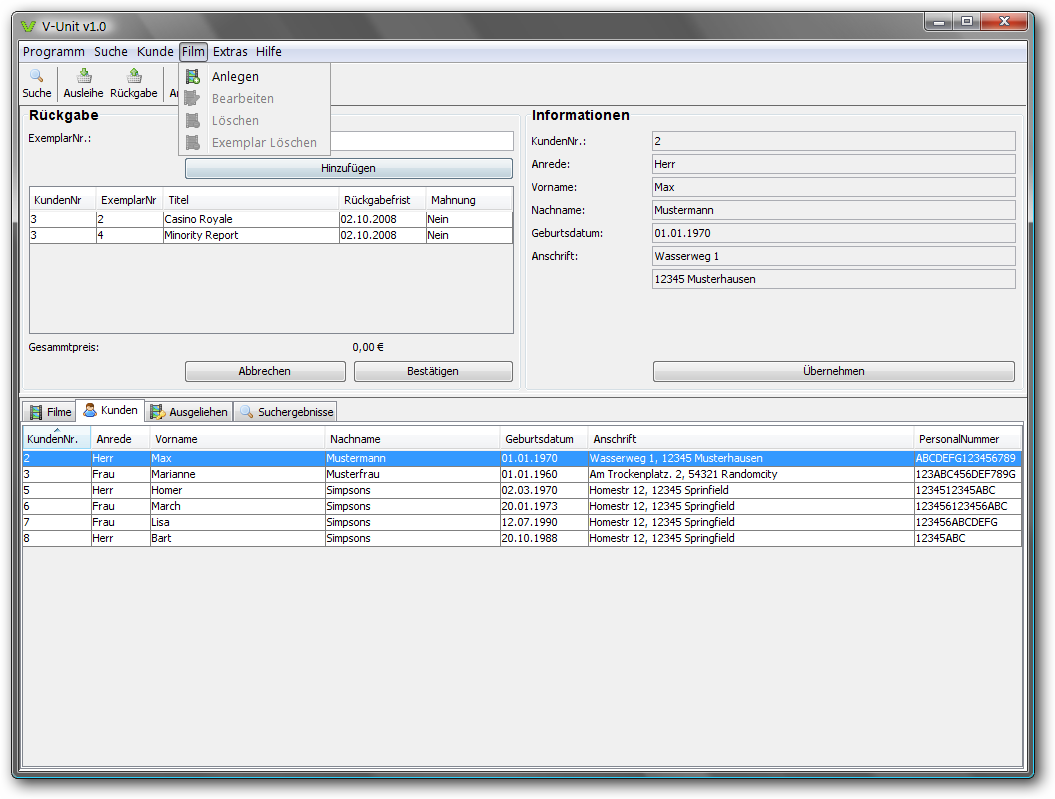 V-Unit v1.0
Programm Suche Kunde Film Extras Hilfe
Suche Ausleihe Rückgabe
Anlegen
Bearbeiten
Löschen
Exemplar Löschen
Rückgabe
ExemplarNr.:
Hinzufügen
KundenNr ExemplarNr Titel Rückgabefrist Mahnung
3 2 Casino Royale 02.10.2008 Nein
3 4 Minority Report 02.10.2008 Nein
Gesammtpreis: 0,00 €
Abbrechen Bestätigen
Informationen
KundenNr.: 2
Anrede: Herr
Vorname: Max
Nachname: Mustermann
Geburtsdatum: 01.01.1970
Anschrift: Wasserweg 1
12345 Musterhausen
Übernehmen
Filme Kunden Ausgeliehen Suchergebnisse
KundenNr. Anrede Vorname Nachname Geburtsdatum Anschrift PersonalNummer
2 Herr Max Mustermann 01.01.1970 Wasserweg 1, 12345 Musterhausen ABCDEFG123456789
3 Frau Marianne Musterfrau 01.01.1960 Am Trockenplatz. 2, 54321 Randomcity 123ABC456DEF789G
5 Herr Homer Simpsons 02.03.1970 Homestr 12, 12345 Sprinfield 1234512345ABC
6 Frau March Simpsons 20.01.1973 Homestr 12, 12345 Springfield 123456123456ABC
7 Frau Lisa Simpsons 12.07.1990 Homestr 12, 12345 Springfield 123456ABCDEFG
8 Herr Bart Simpsons 20.10.1988 Homestr 12, 12345 Springfield 12345ABC